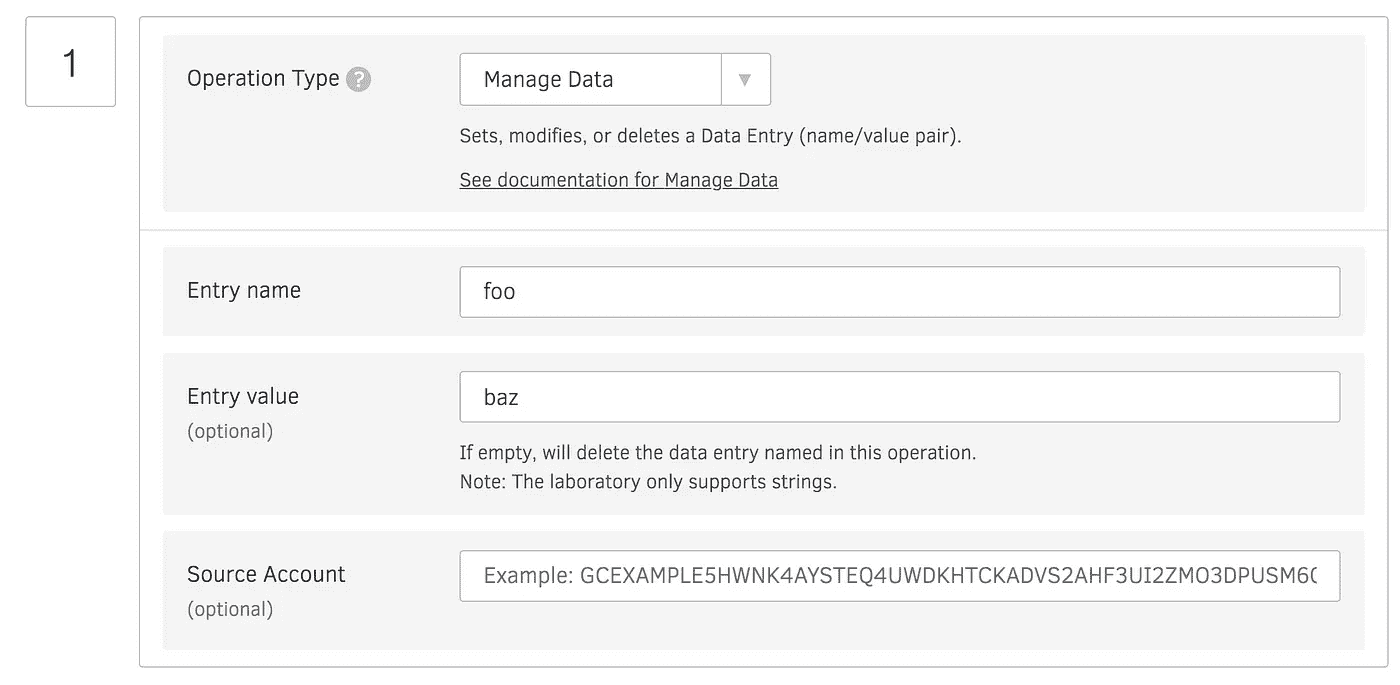 1
Operation Type ?
Manage Data ▼
Sets, modifies, or deletes a Data Entry (name/value pair).
See documentation for Manage Data
Entry name
foo
Entry value
baz
(optional)
If empty, will delete the data entry named in this operation.
Note: The laboratory only supports strings.
Source Account
Example: GCEXAMPLE5HWNK4AYSTEQ4UWDKHTCKADVS2AHF3UI2ZMO3DPUSM6
(optional)